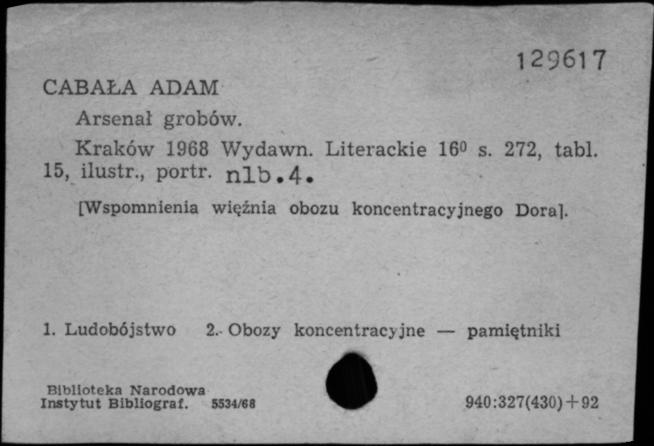 129617
CABAŁA ADAM
Arsenał grobów.
Kraków 1968 Wydawn. Literackie 16⁰ s. 272, tabl.
15, ilustr., portr. nlb.4.
[Wspomnienia więźnia obozu koncentracyjnego Dora].
1. Ludobójstwo 2. Obozy koncentracyjne — pamiętniki
Biblioteka Narodowa
Instytut Bibliograf. 5534/68 940:327(430)+92